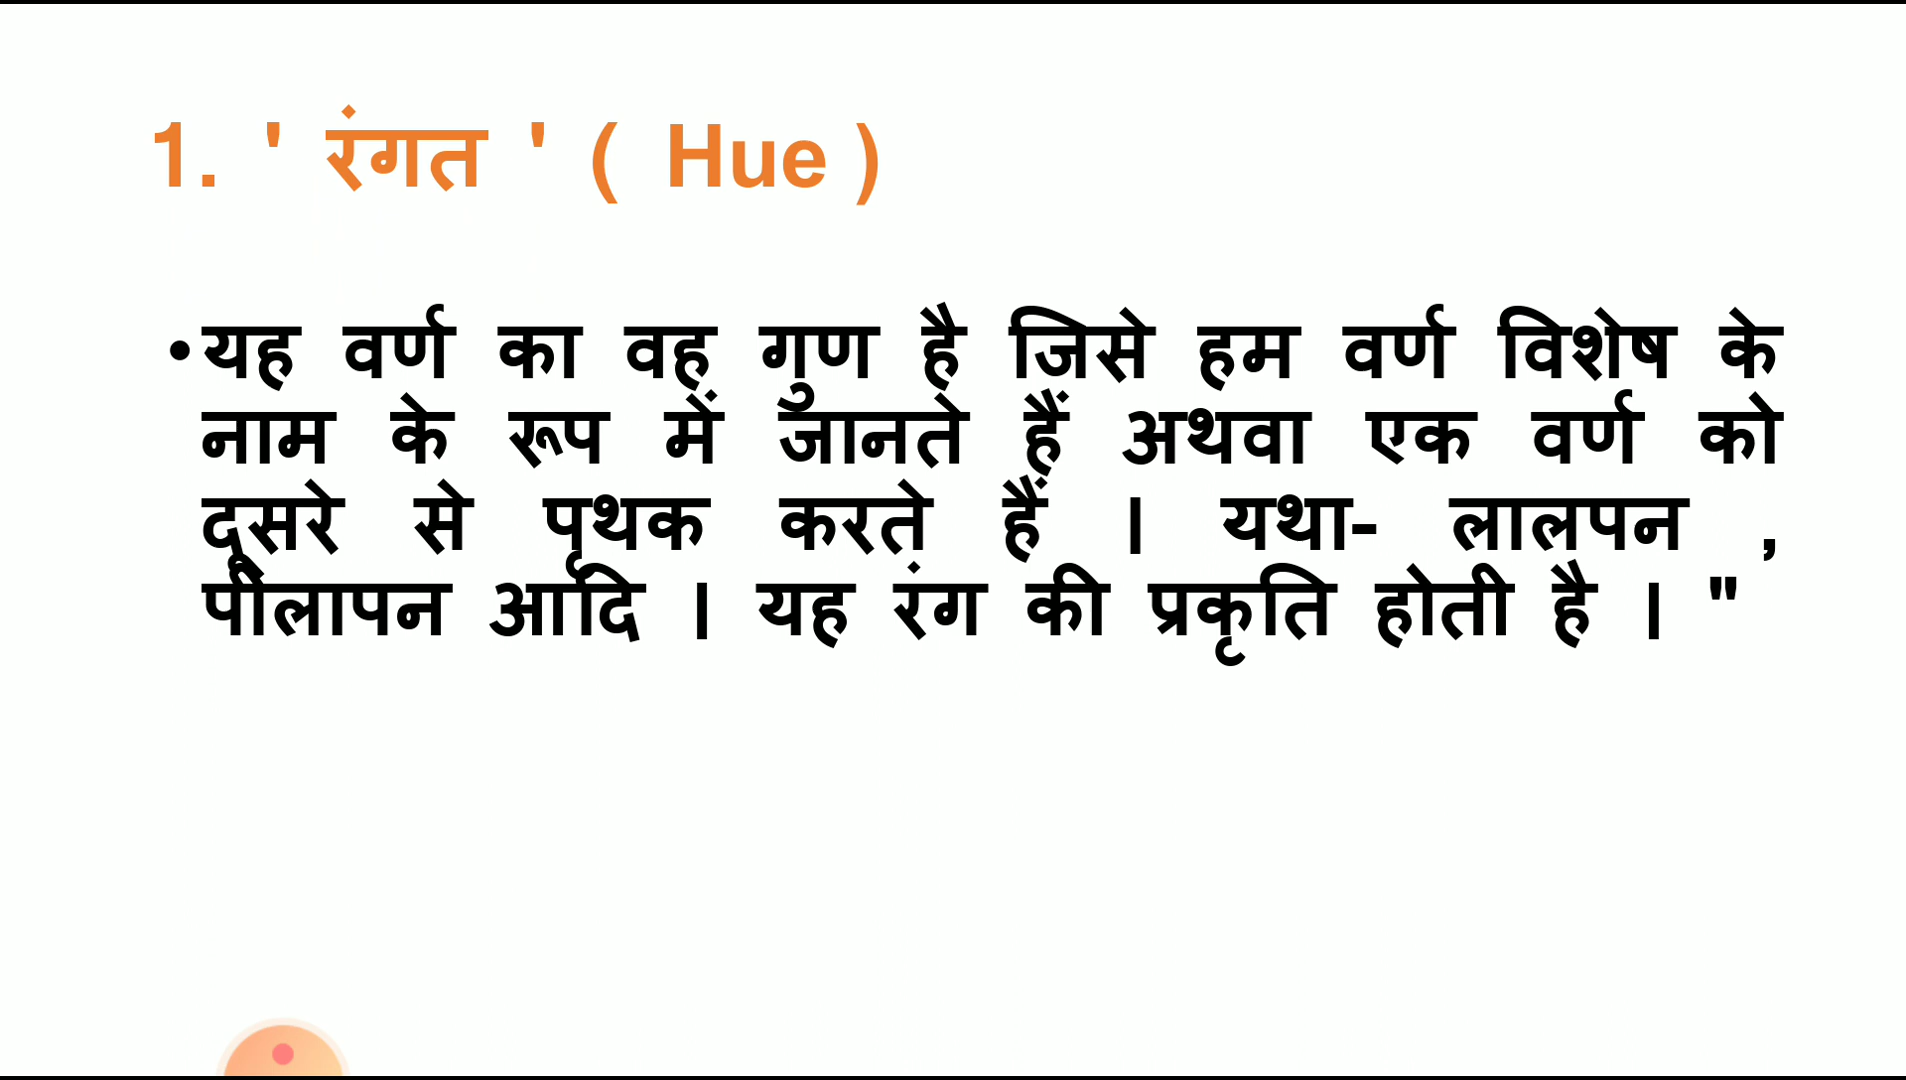 1. ' रंगत ' ( Hue )
•यह वर्ण का वह गुण है जिसे हम वर्ण विशेष के
नाम के रूप में जानते हैं अथवा एक वर्ण को
दूसरे से पृथक करते हैं । यथा- लालपन ,
पीलापन आदि । यह रंग की प्रकृति होती है । "